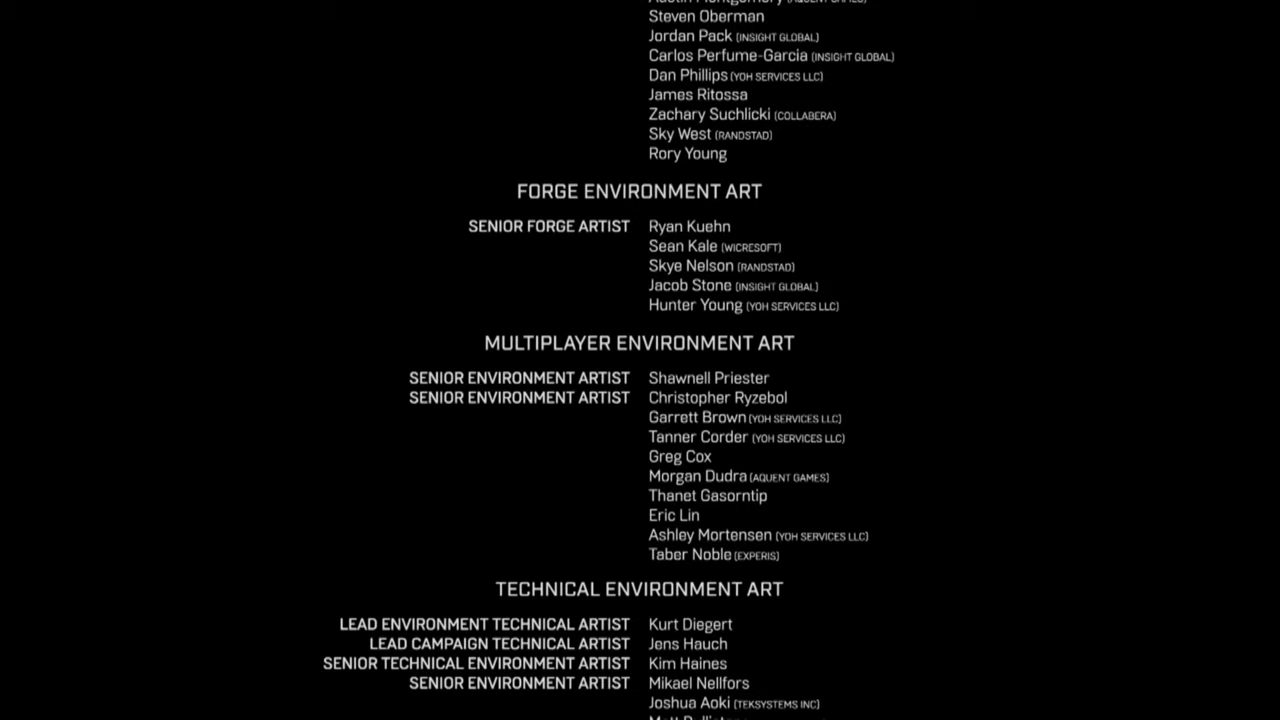 Steven Oberman
Jordan Pack (INSIGHT GLOBAL)
Carlos Perfume-Garcia (INSIGHT GLOBAL)
Dan Phillips (YOH SERVICES LLC)
James Ritossa
Zachary Suchlicki (COLLABERA)
Sky West (RANDSTAD)
Rory Young
FORGE ENVIRONMENT ART
SENIOR FORGE ARTIST Ryan Kuehn
Sean Kale (WICRESOFT)
Skye Nelson (RANDSTAD)
Jacob Stone (INSIGHT GLOBAL)
Hunter Young (YOH SERVICES LLC)
MULTIPLAYER ENVIRONMENT ART
SENIOR ENVIRONMENT ARTIST Shawnell Priester
SENIOR ENVIRONMENT ARTIST Christopher Ryzebol
Garrett Brown (YOH SERVICES LLC)
Tanner Corder (YOH SERVICES LLC)
Greg Cox
Morgan Dudra (AQUENT GAMES)
Thanet Gasorntip
Eric Lin
Ashley Mortensen (YOH SERVICES LLC)
Taber Noble (EXPERIS)
TECHNICAL ENVIRONMENT ART
LEAD ENVIRONMENT TECHNICAL ARTIST Kurt Diegert
LEAD CAMPAIGN TECHNICAL ARTIST Jens Hauch
SENIOR TECHNICAL ENVIRONMENT ARTIST Kim Haines
SENIOR ENVIRONMENT ARTIST Mikael Nellfors
Joshua Aoki (TEKSYSTEMS INC)